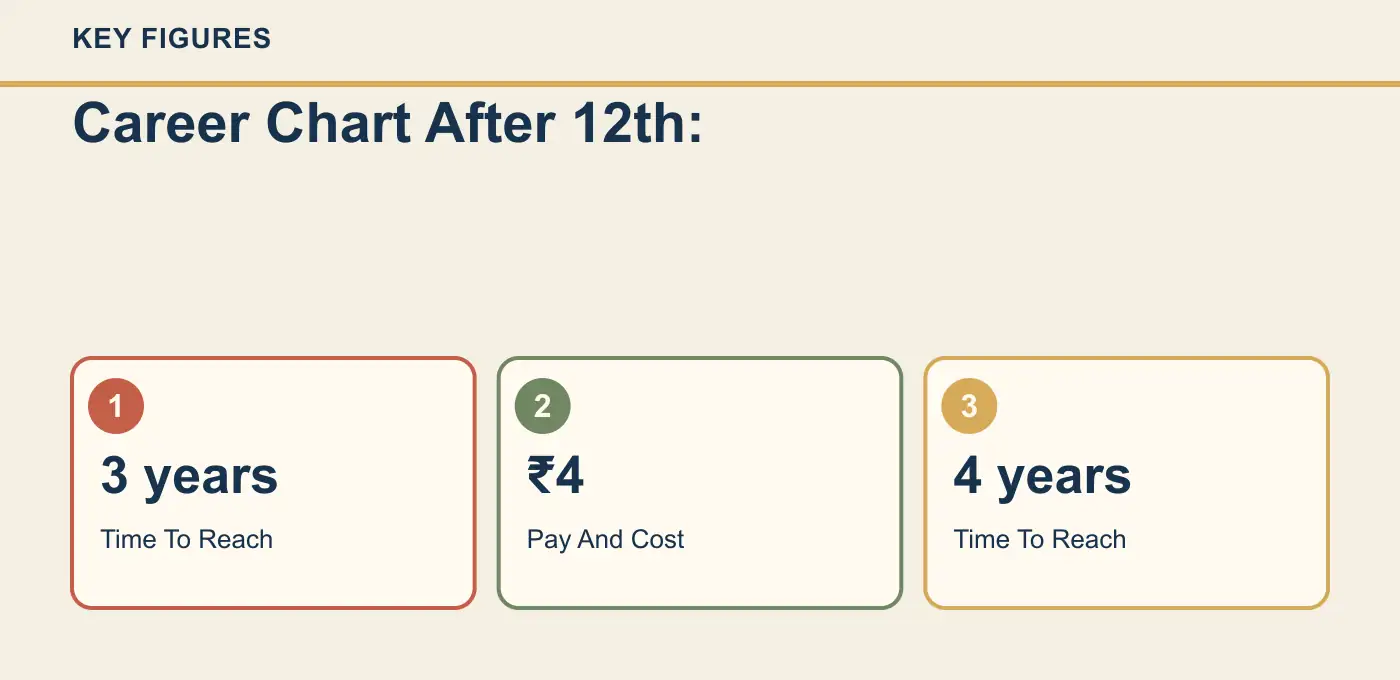 KEY FIGURES
Career Chart After 12th:
1
3 years
Time To Reach
2
₹4
Pay And Cost
3
4 years
Time To Reach